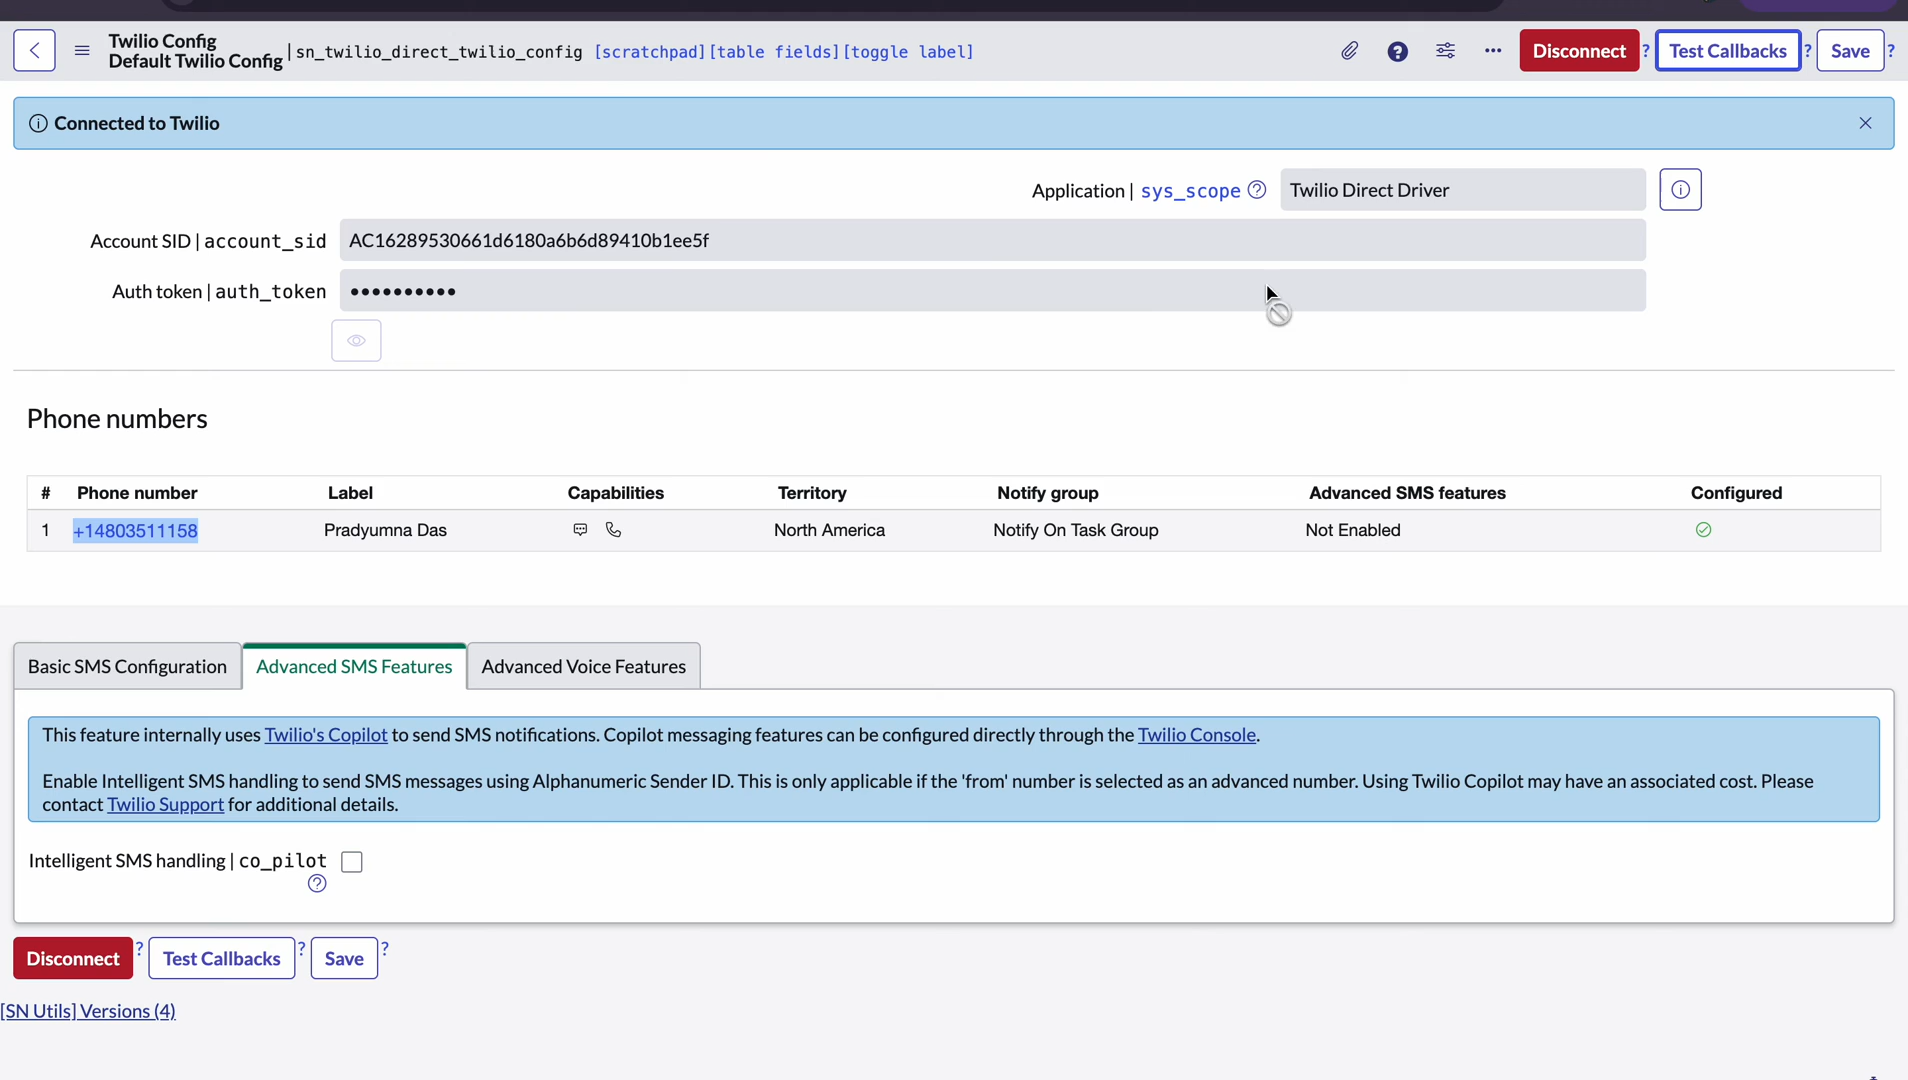 Twilio Config
Default Twilio Config | sn_twilio_direct_twilio_config [scratchpad][table fields][toggle label]
Disconnect ? Test Callbacks ? Save ?
Connected to Twilio
Application | sys_scope Twilio Direct Driver
Account SID | account_sid AC16289530661d6180a6b6d89410b1ee5f
Auth token | auth_token ••••••••••
Phone numbers
# Phone number Label Capabilities Territory Notify group Advanced SMS features Configured
1 +14803511158 Pradyumna Das North America Notify On Task Group Not Enabled
Basic SMS Configuration Advanced SMS Features Advanced Voice Features
This feature internally uses Twilio's Copilot to send SMS notifications. Copilot messaging features can be configured directly through the Twilio Console.
Enable Intelligent SMS handling to send SMS messages using Alphanumeric Sender ID. This is only applicable if the 'from' number is selected as an advanced number. Using Twilio Copilot may have an associated cost. Please
contact Twilio Support for additional details.
Intelligent SMS handling | co_pilot
Disconnect ? Test Callbacks ? Save ?
[SN Utils] Versions (4)